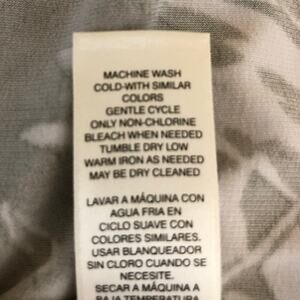 MACHINE WASH
COLD-WITH SIMILAR
COLORS
GENTLE CYCLE
ONLY NON-CHLORINE
BLEACH WHEN NEEDED
TUMBLE DRY LOW
WARM IRON AS NEEDED
MAY BE DRY CLEANED
LAVAR A MÁQUINA CON
AGUA FRIA EN
CICLO SUAVE CON
COLORES SIMILARES.
USAR BLANQUEADOR
SIN CLORO CUANDO SE
NECESITE.
SECAR A MÁQUINA A
BAJA TEMPERATURA